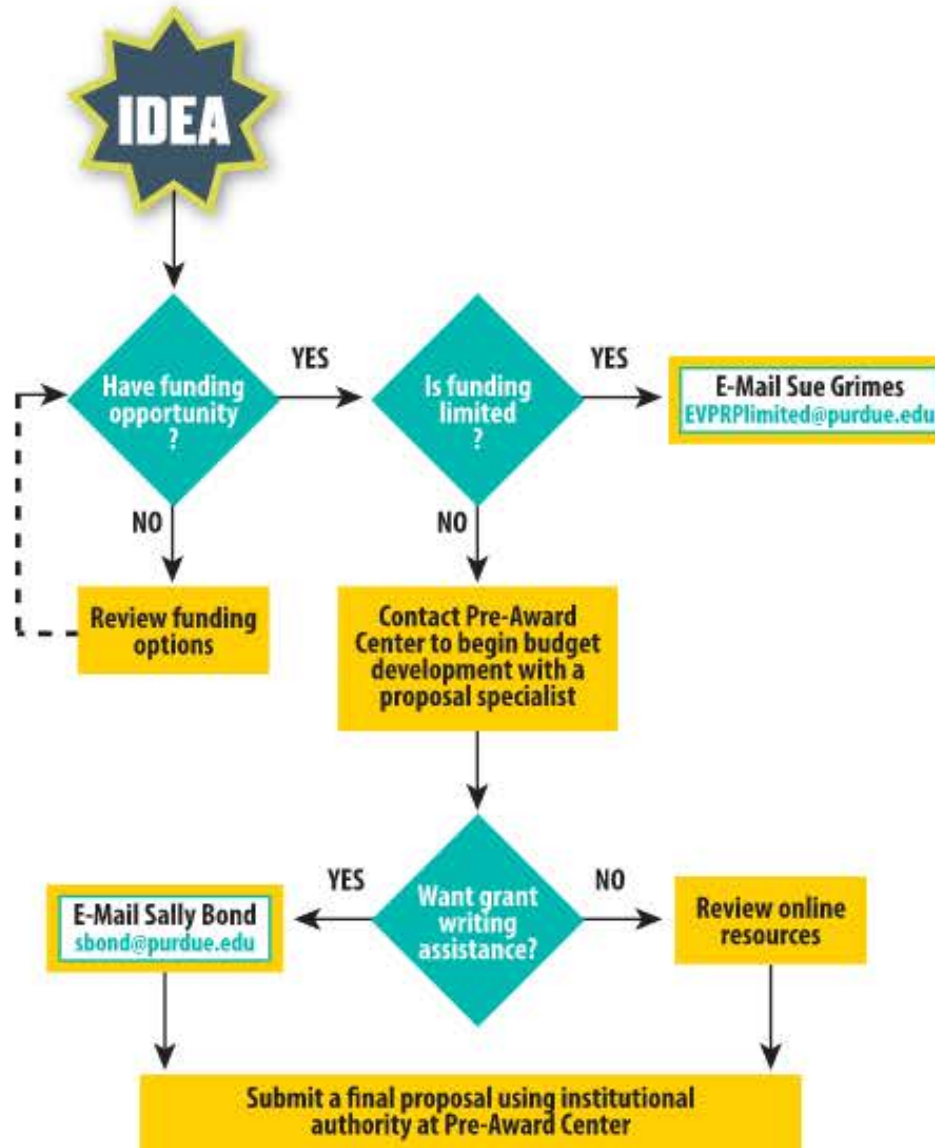 IDEA
Have funding
opportunity
?
YES
Is funding
limited
?
YES
E-Mail Sue Grimes
EVPRPlimited@purdue.edu
NO
NO
Review funding
options
Contact Pre-Award
Center to begin budget
development with a
proposal specialist
YES
Want grant
writing
assistance?
NO
E-Mail Sally Bond
sbond@purdue.edu
Review online
resources
Submit a final proposal using institutional
authority at Pre-Award Center